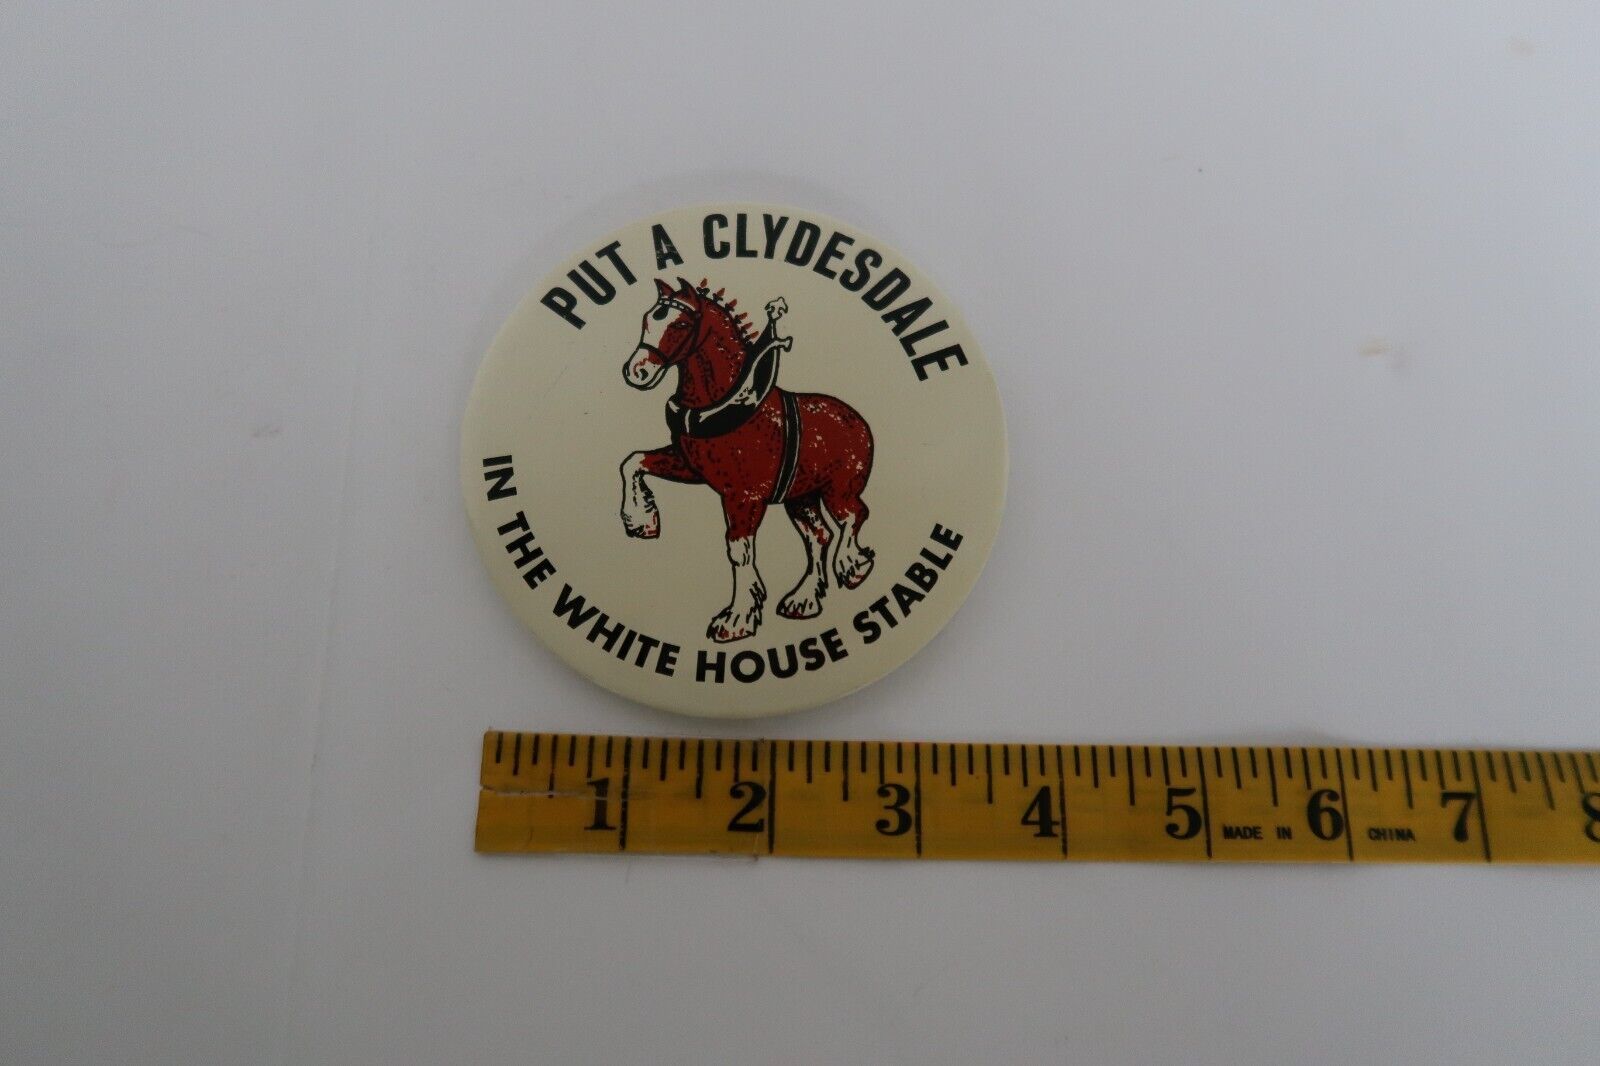 PUT A CLYDESDALE
IN THE WHITE HOUSE STABLE
1 2 3 4 5 MADE IN 6 CHINA 7 8